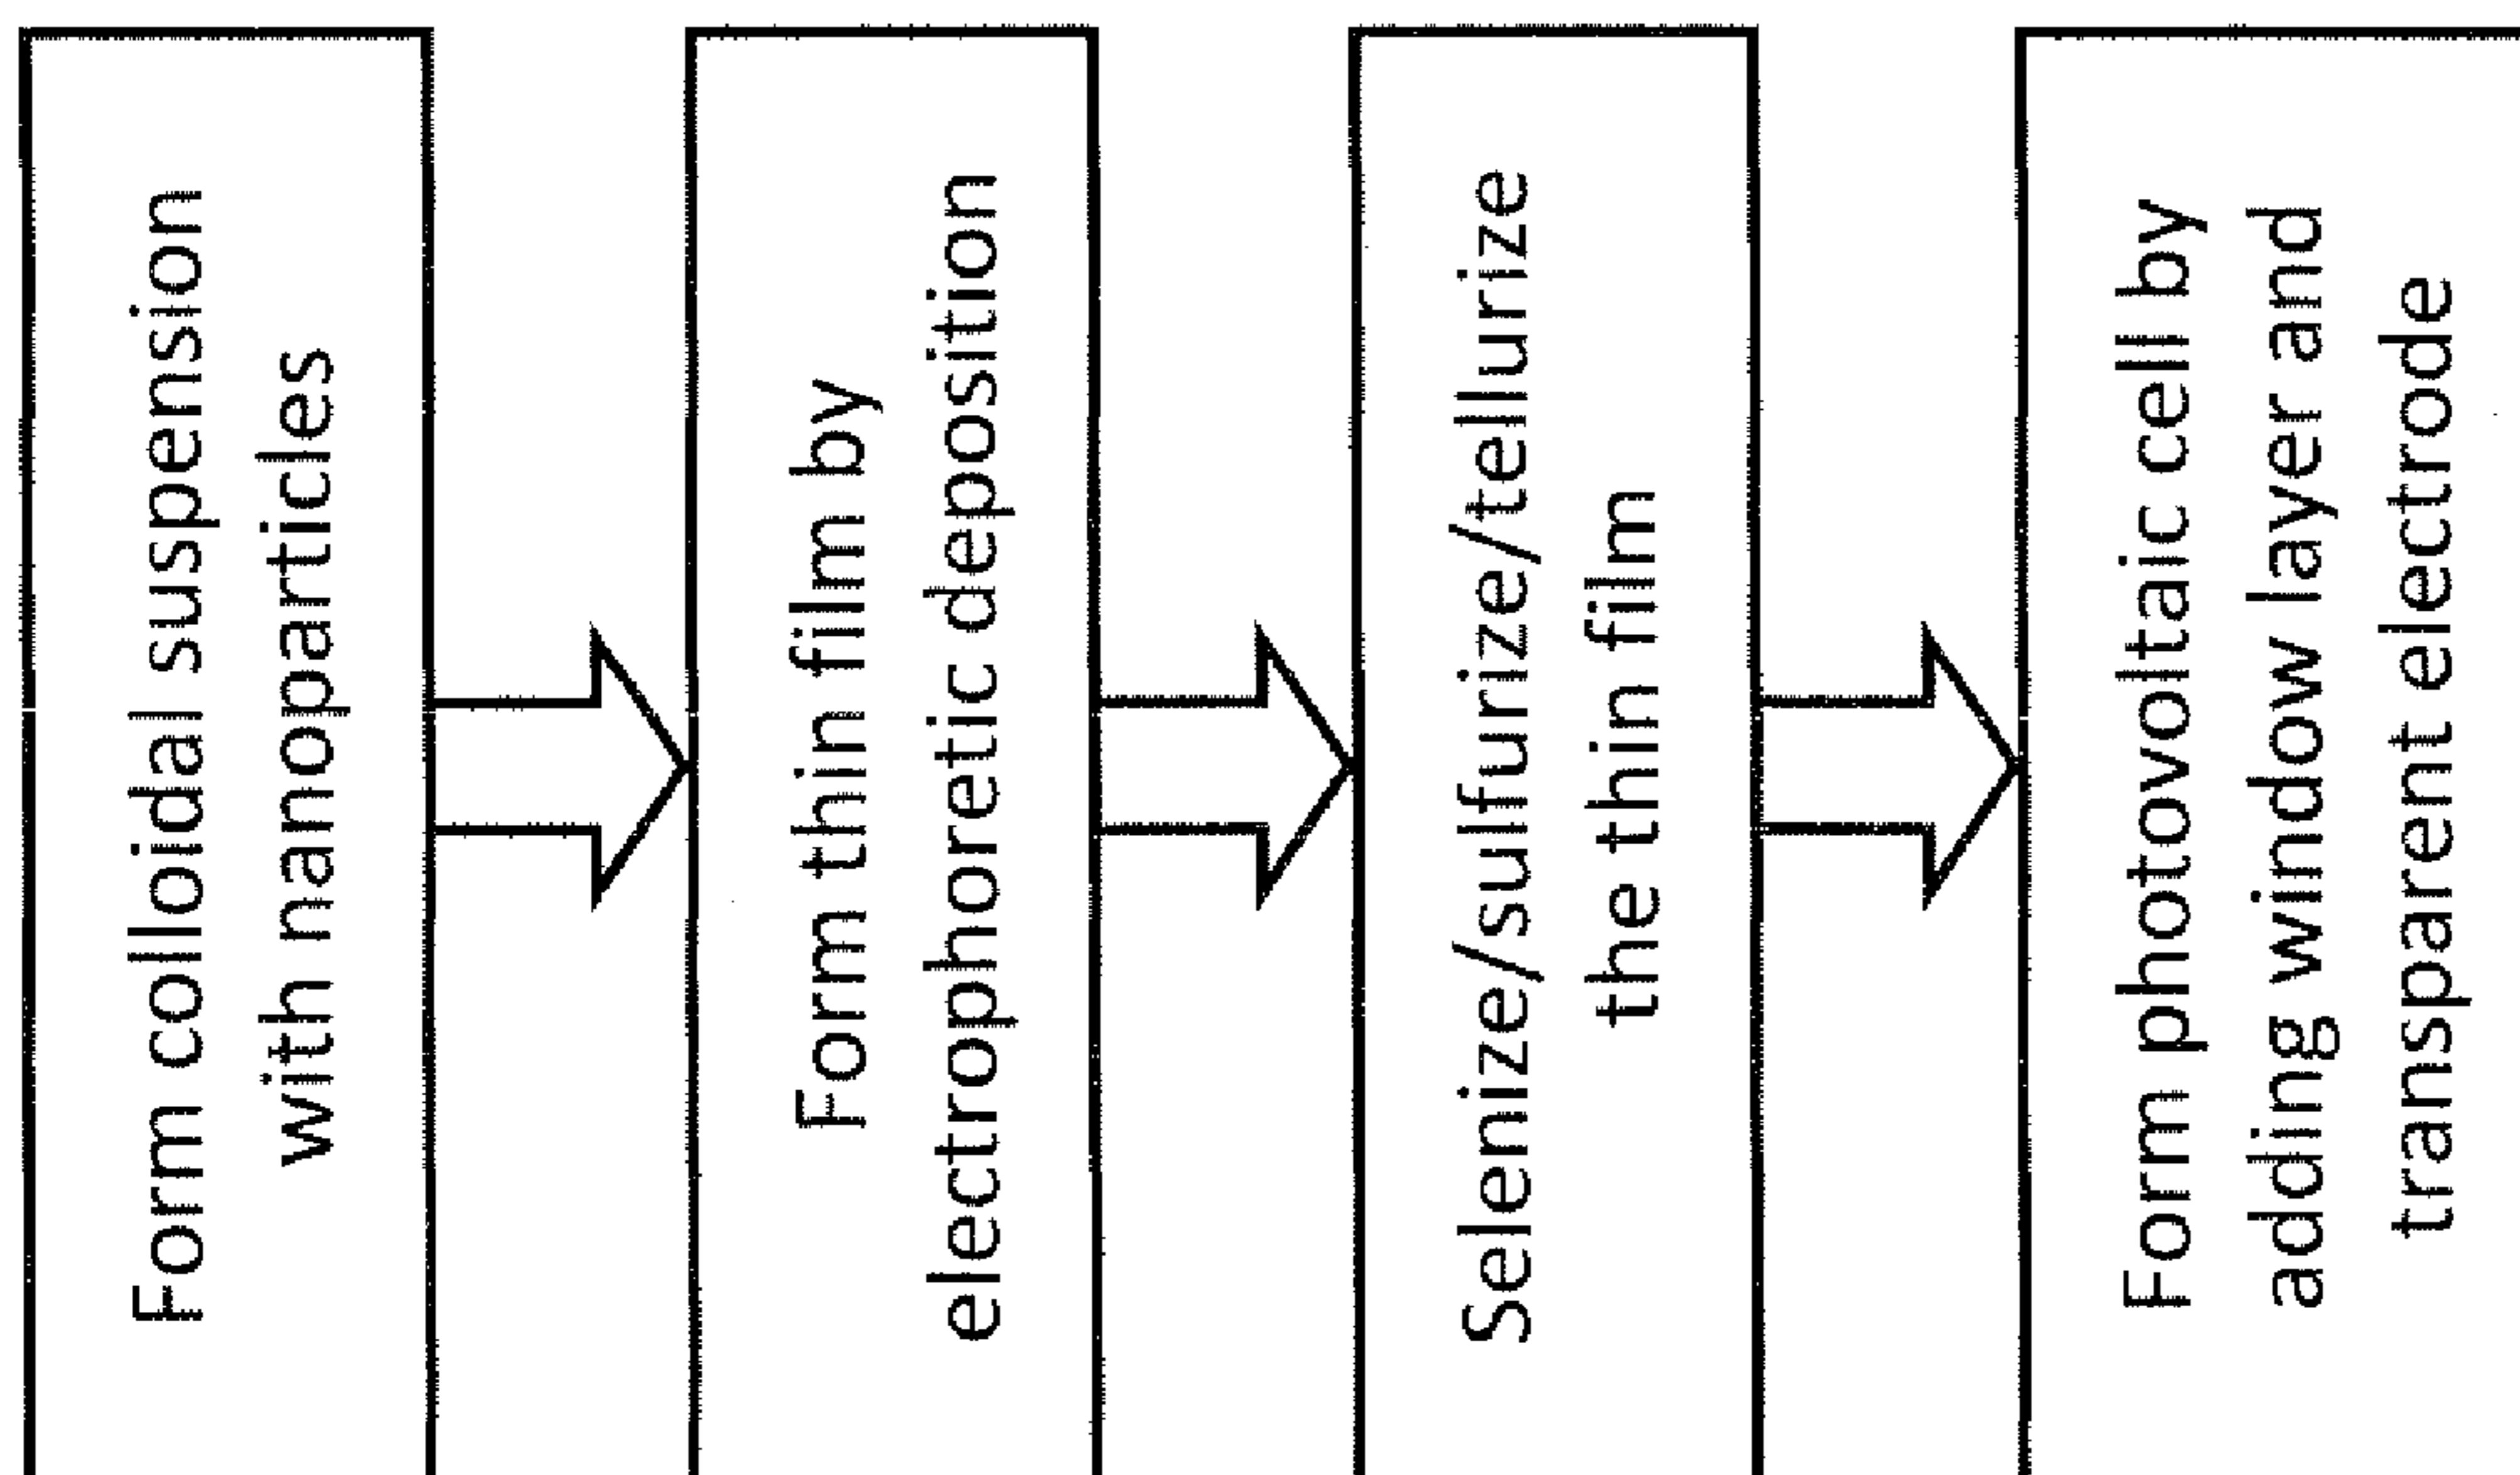 Form colloidal suspension
with nanoparticles
Form thin film by
electrophoretic deposition
Selenize/sulfurize/tellurize
the thin film
Form photovoltaic cell by
adding window layer and
transparent electrode